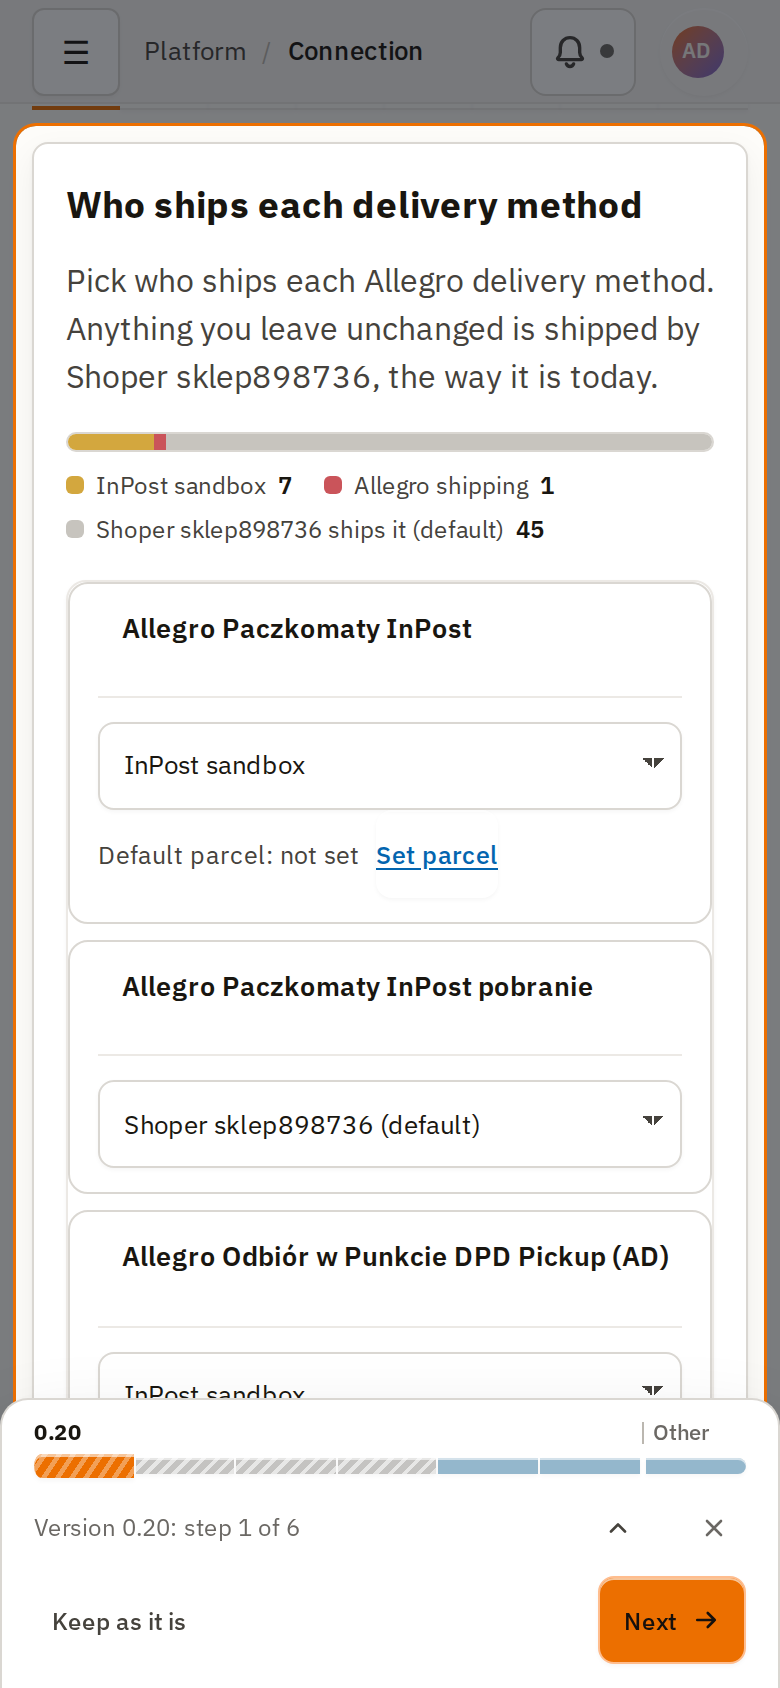 Platform / Connection
AD
Who ships each delivery method
Pick who ships each Allegro delivery method.
Anything you leave unchanged is shipped by
Shoper sklep898736, the way it is today.
InPost sandbox 7 Allegro shipping 1
Shoper sklep898736 ships it (default) 45
Allegro Paczkomaty InPost
InPost sandbox
Default parcel: not set Set parcel
Allegro Paczkomaty InPost pobranie
Shoper sklep898736 (default)
Allegro Odbiór w Punkcie DPD Pickup (AD)
InPost sandbox
0.20 Other
Version 0.20: step 1 of 6
Keep as it is Next